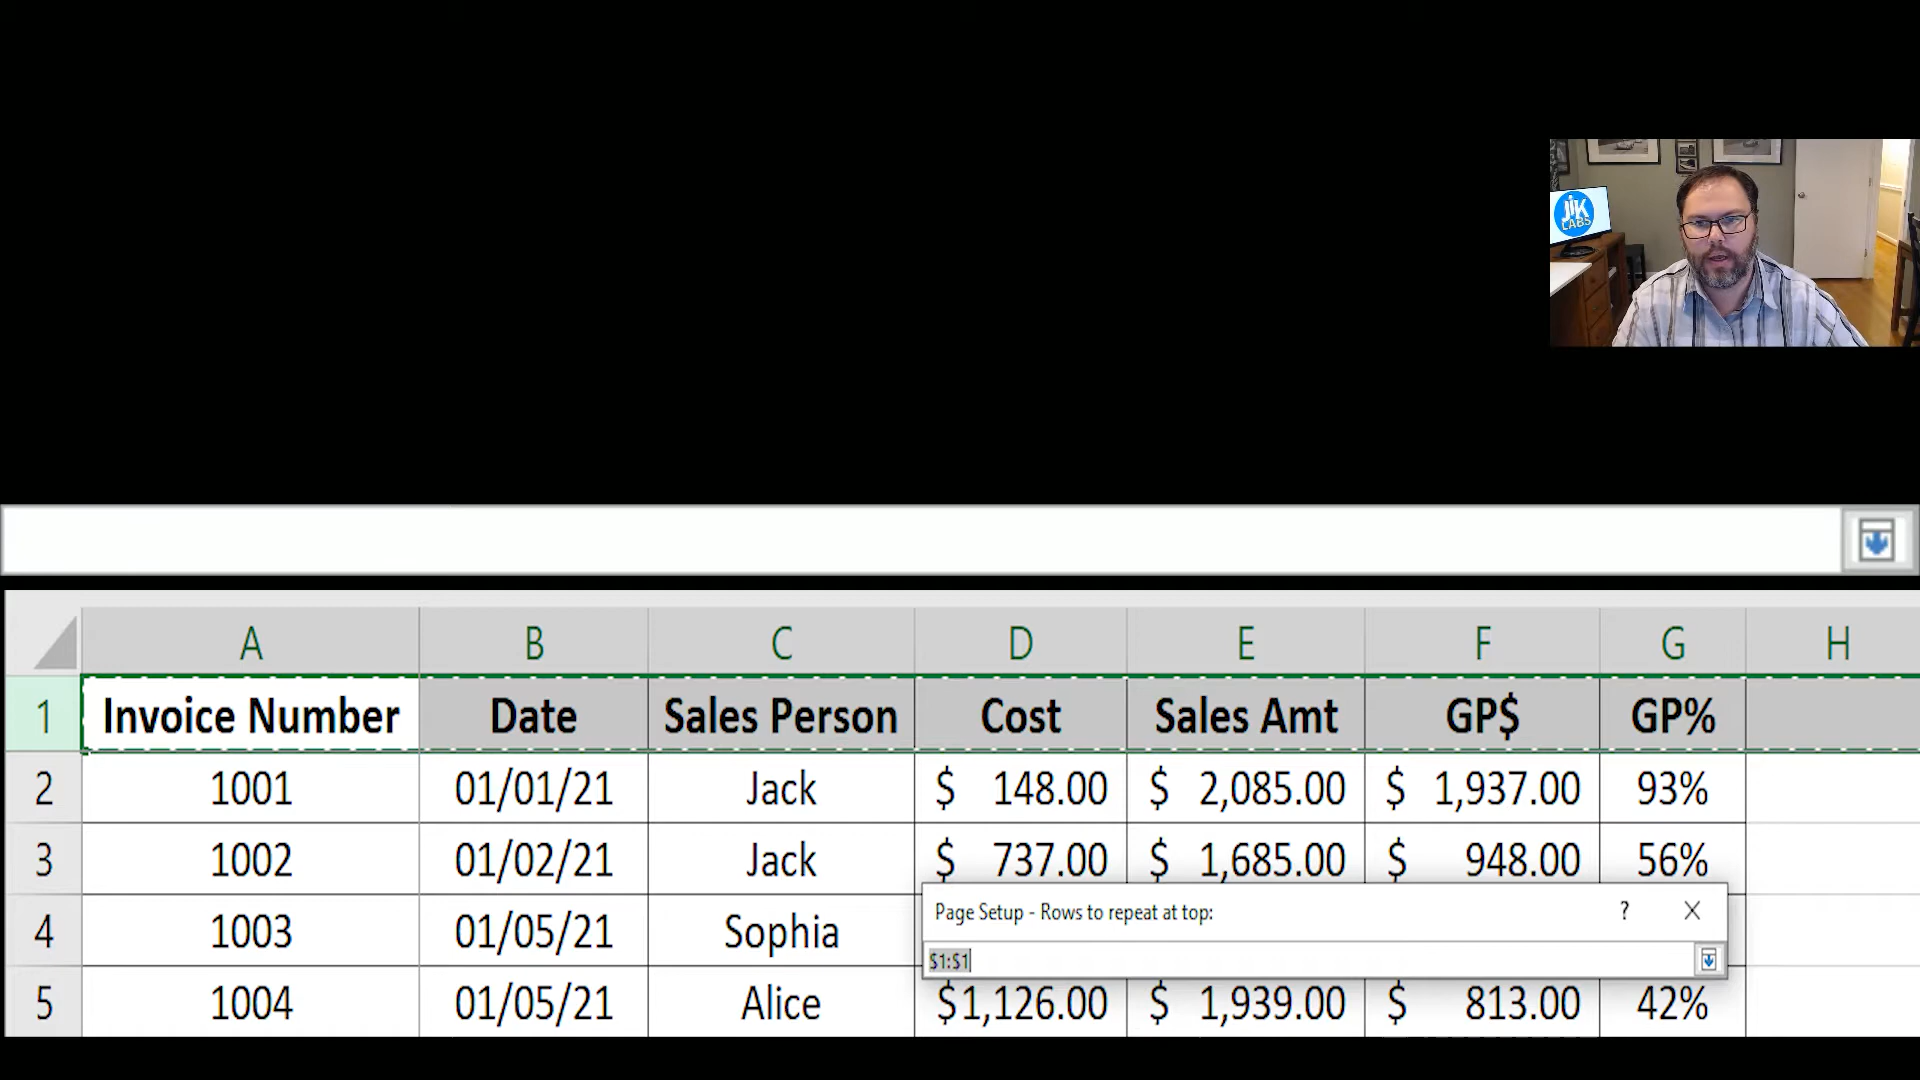 JiK
LABS
A B C D E F G H
1 Invoice Number Date Sales Person Cost Sales Amt GP$ GP%
2 1001 01/01/21 Jack $ 148.00 $ 2,085.00 $ 1,937.00 93%
3 1002 01/02/21 Jack $ 737.00 $ 1,685.00 $ 948.00 56%
4 1003 01/05/21 Sophia
Page Setup - Rows to repeat at top: ?
$1:$1
5 1004 01/05/21 Alice $1,126.00 $ 1,939.00 $ 813.00 42%